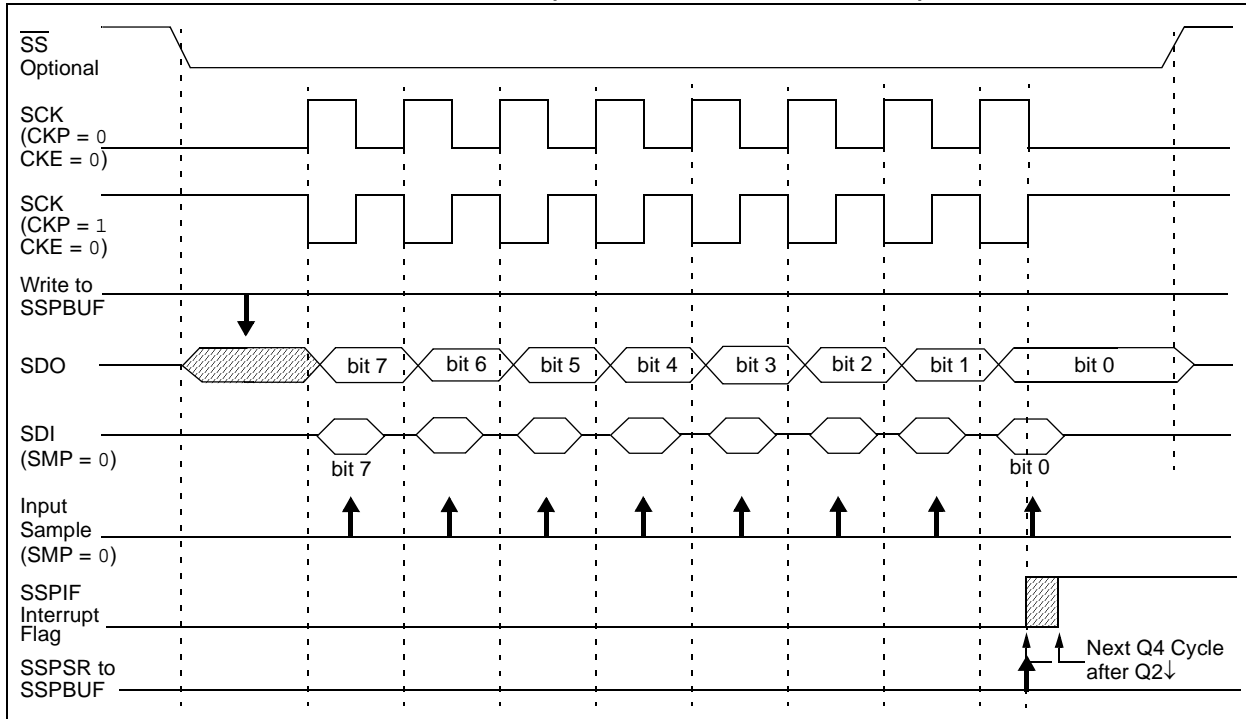 SS
Optional
SCK
(CKP = 0
CKE = 0)
SCK
(CKP = 1
CKE = 0)
Write to
SSPBUF
SDO
bit 7 bit 6 bit 5 bit 4 bit 3 bit 2 bit 1 bit 0
SDI
(SMP = 0)
bit 7 bit 0
Input
Sample
(SMP = 0)
SSPIF
Interrupt
Flag
Next Q4 Cycle
after Q2↓
SSPSR to
SSPBUF